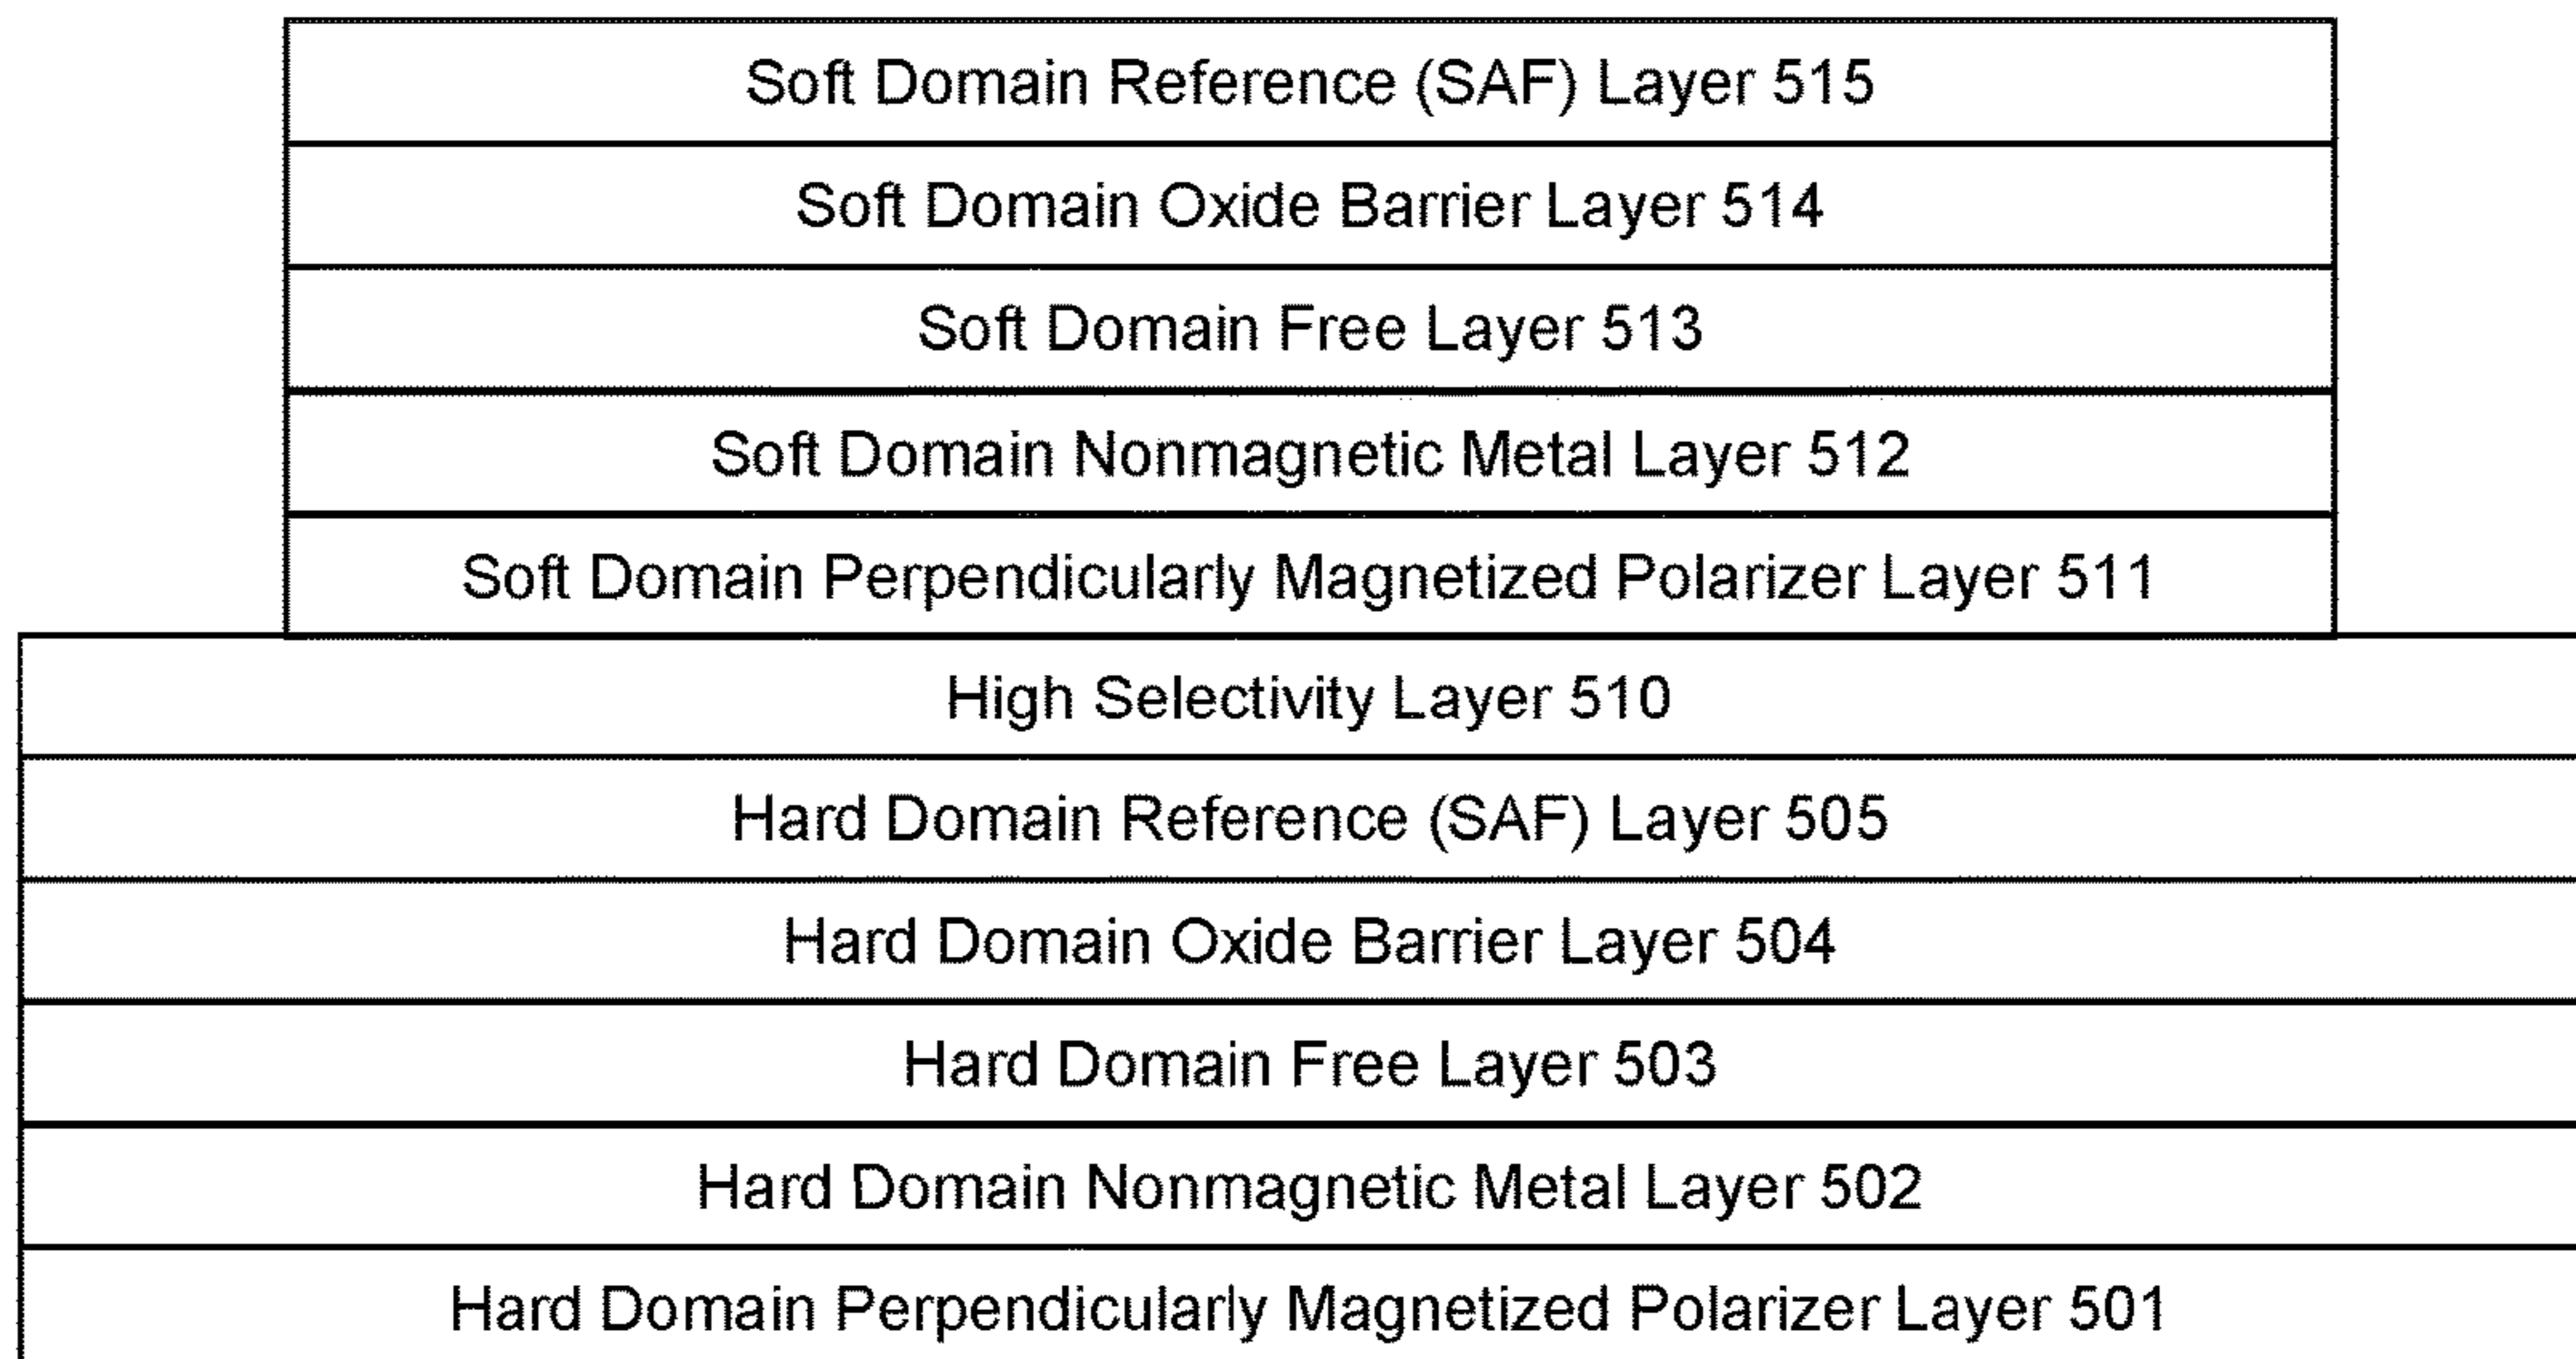 Soft Domain Reference (SAF) Layer 515
Soft Domain Oxide Barrier Layer 514
Soft Domain Free Layer 513
Soft Domain Nonmagnetic Metal Layer 512
Soft Domain Perpendicularly Magnetized Polarizer Layer 511
High Selectivity Layer 510
Hard Domain Reference (SAF) Layer 505
Hard Domain Oxide Barrier Layer 504
Hard Domain Free Layer 503
Hard Domain Nonmagnetic Metal Layer 502
Hard Domain Perpendicularly Magnetized Polarizer Layer 501